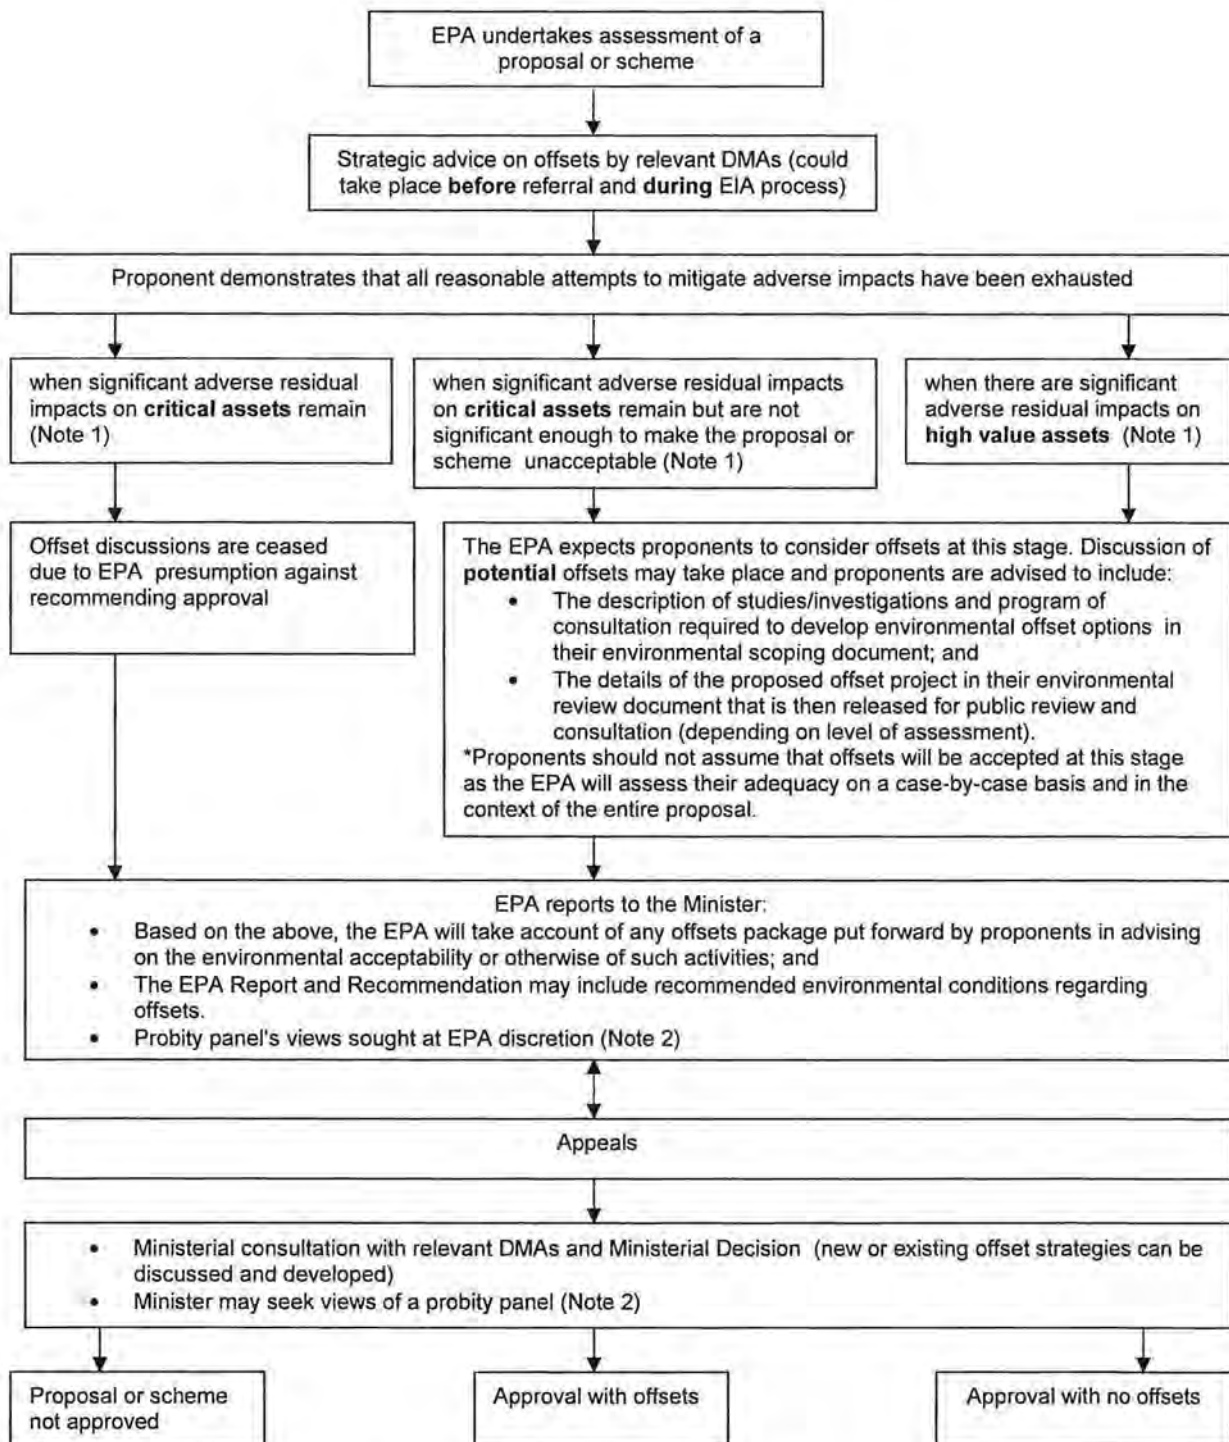 EPA undertakes assessment of a
proposal or scheme
Strategic advice on offsets by relevant DMAs (could
take place before referral and during EIA process)
Proponent demonstrates that all reasonable attempts to mitigate adverse impacts have been exhausted
when significant adverse residual
impacts on critical assets remain
(Note 1)
when significant adverse residual impacts
on critical assets remain but are not
significant enough to make the proposal or
scheme unacceptable (Note 1)
when there are significant
adverse residual impacts on
high value assets (Note 1)
Offset discussions are ceased
due to EPA presumption against
recommending approval
The EPA expects proponents to consider offsets at this stage. Discussion of
potential offsets may take place and proponents are advised to include:
• The description of studies/investigations and program of
consultation required to develop environmental offset options in
their environmental scoping document; and
• The details of the proposed offset project in their environmental
review document that is then released for public review and
consultation (depending on level of assessment).
*Proponents should not assume that offsets will be accepted at this stage
as the EPA will assess their adequacy on a case-by-case basis and in the
context of the entire proposal.
EPA reports to the Minister:
• Based on the above, the EPA will take account of any offsets package put forward by proponents in advising
on the environmental acceptability or otherwise of such activities; and
• The EPA Report and Recommendation may include recommended environmental conditions regarding
offsets.
• Probity panel's views sought at EPA discretion (Note 2)
Appeals
• Ministerial consultation with relevant DMAs and Ministerial Decision (new or existing offset strategies can be
discussed and developed)
• Minister may seek views of a probity panel (Note 2)
Proposal or scheme
not approved
Approval with offsets
Approval with no offsets